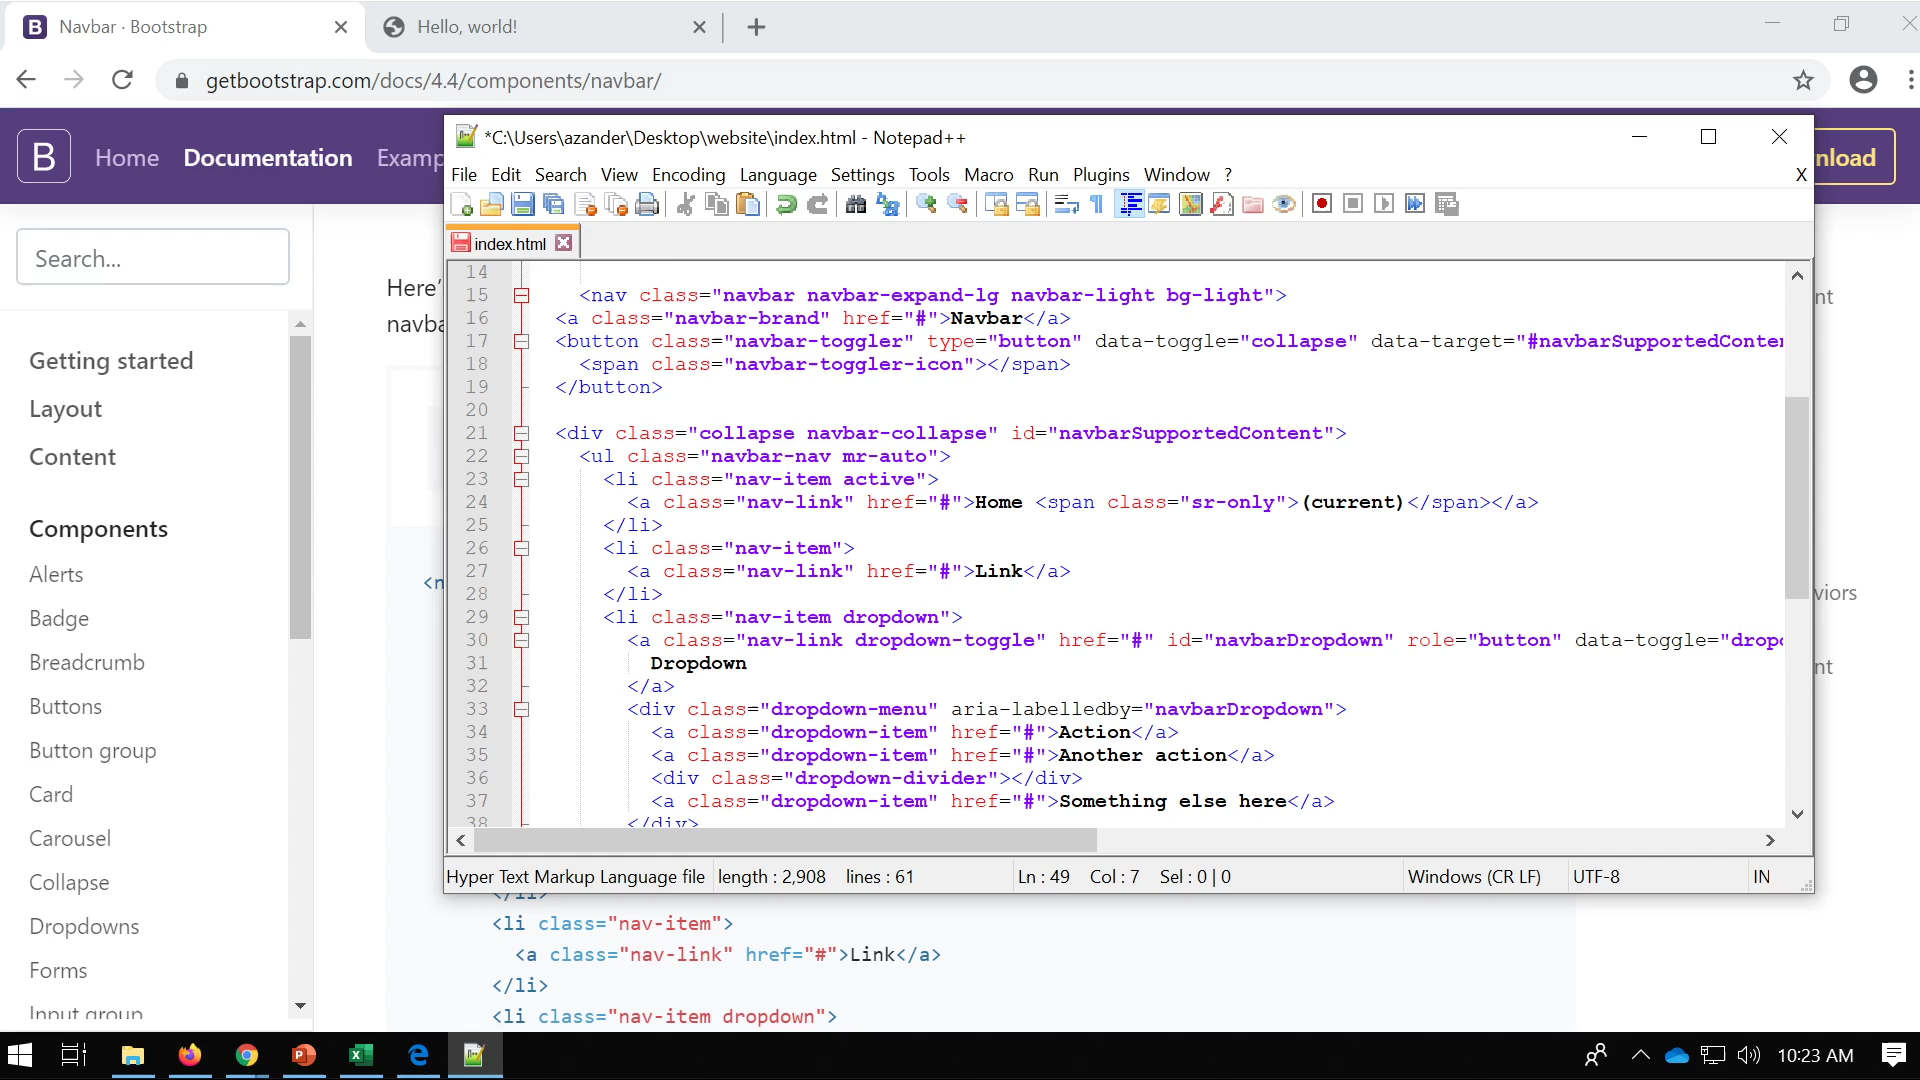 Navbar · Bootstrap
Hello, world!
getbootstrap.com/docs/4.4/components/navbar/
B
Home Documentation
nload
*C:\Users\azander\Desktop\website\index.html - Notepad++
File Edit Search View Encoding Language Settings Tools Macro Run Plugins Window ? X
index.html
Search...
Getting started
Layout
Content
Components
Alerts
Badge
Breadcrumb
Buttons
Button group
Card
Carousel
Collapse
Dropdowns
Forms
Input group
Here'
navba
14
15 <nav class="navbar navbar-expand-lg navbar-light bg-light">
16 <a class="navbar-brand" href="#">Navbar</a>
17 <button class="navbar-toggler" type="button" data-toggle="collapse" data-target="#navbarSupportedConten
18 <span class="navbar-toggler-icon"></span>
19 </button>
20
21 <div class="collapse navbar-collapse" id="navbarSupportedContent">
22 <ul class="navbar-nav mr-auto">
23 <li class="nav-item active">
24 <a class="nav-link" href="#">Home <span class="sr-only">(current)</span></a>
25 </li>
26 <li class="nav-item">
27 <a class="nav-link" href="#">Link</a>
28 </li>
29 <li class="nav-item dropdown">
30 <a class="nav-link dropdown-toggle" href="#" id="navbarDropdown" role="button" data-toggle="dropd
31 Dropdown
32 </a>
33 <div class="dropdown-menu" aria-labelledby="navbarDropdown">
34 <a class="dropdown-item" href="#">Action</a>
35 <a class="dropdown-item" href="#">Another action</a>
36 <div class="dropdown-divider"></div>
37 <a class="dropdown-item" href="#">Something else here</a>
38 </div>
Hyper Text Markup Language file length : 2,908 lines : 61 Ln : 49 Col : 7 Sel : 0 | 0 Windows (CR LF) UTF-8 IN
<n
nt
viors
nt
</li>
<li class="nav-item">
<a class="nav-link" href="#">Link</a>
</li>
<li class="nav-item dropdown">
10:23 AM